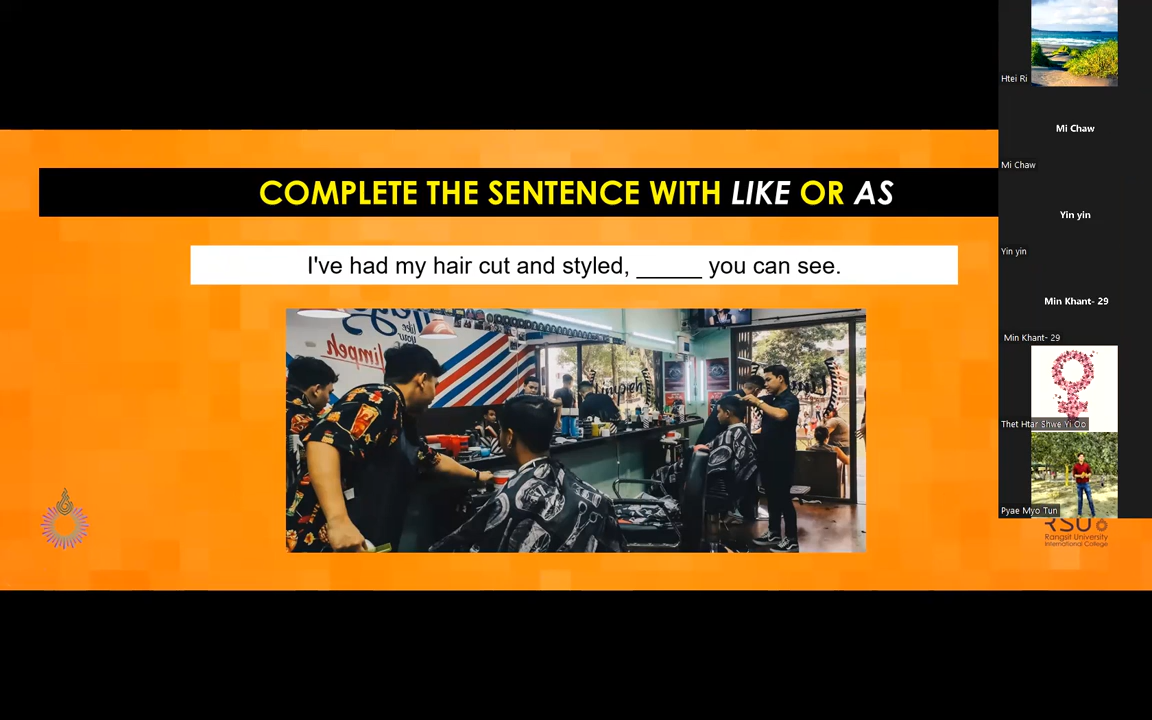 COMPLETE THE SENTENCE WITH LIKE OR AS
I've had my hair cut and styled, _____ you can see.
Htei Ri
Mi Chaw
Mi Chaw
Yin yin
Yin yin
Min Khant- 29
Min Khant- 29
Thet Htar Shwe Yi Oo
Pyae Myo Tun
RSU
Rangsit University
International College
like
your